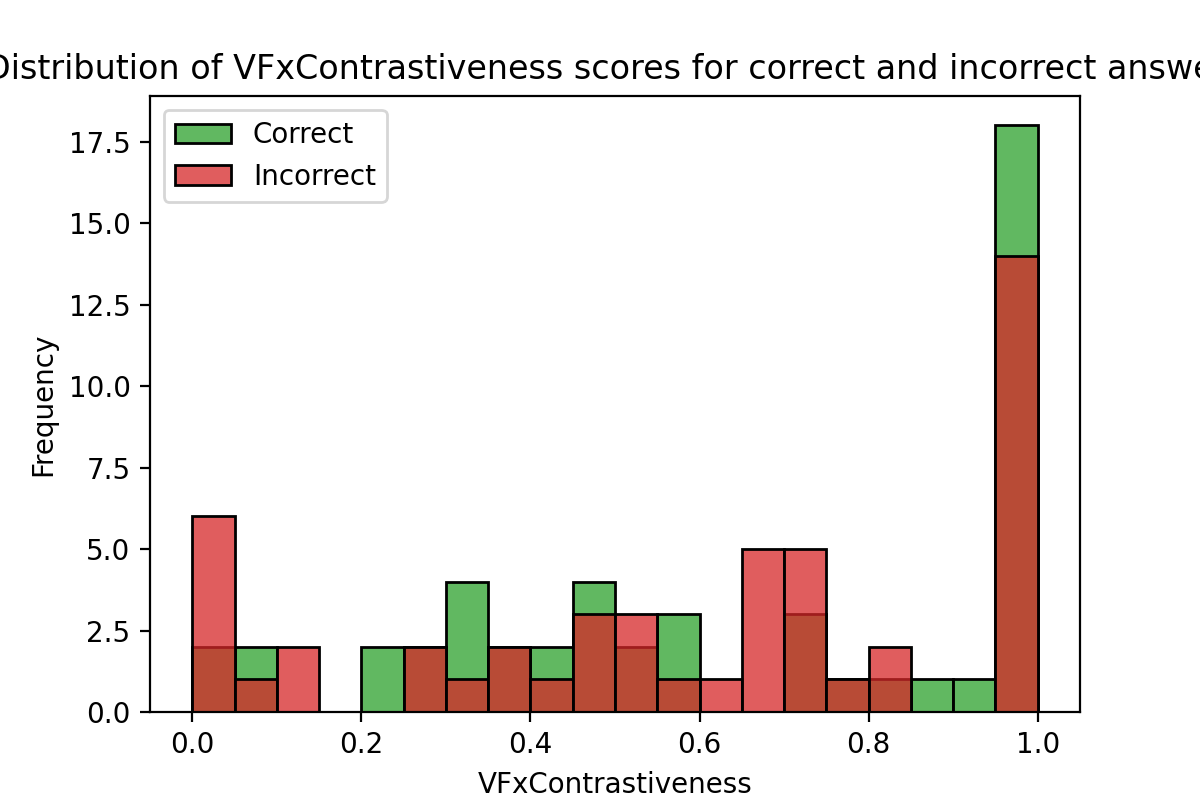 Distribution of VFxContrastiveness scores for correct and incorrect answe
Correct
Incorrect
17.5
15.0
12.5
10.0
7.5
5.0
2.5
0.0
Frequency
0.0 0.2 0.4 0.6 0.8 1.0
VFxContrastiveness